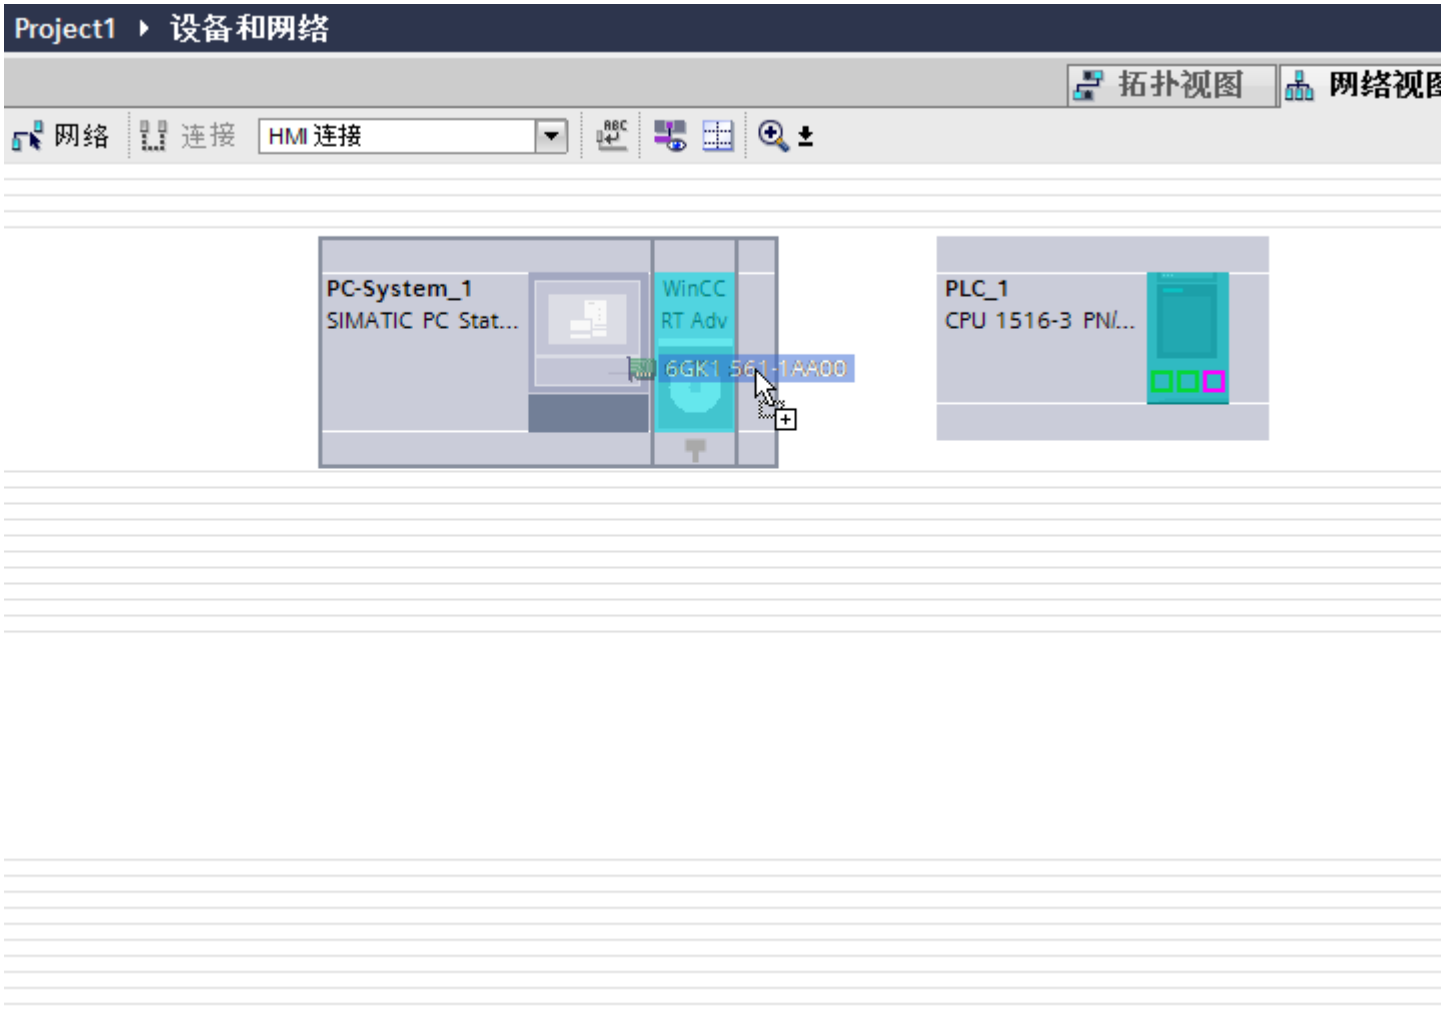 Project1 ▸ 设备和网络
拓扑视图 网络视图
网络 连接 HMI 连接 ABC
PC-System_1
SIMATIC PC Stat...
WinCC
RT Adv
6GK1 561-1AA00
PLC_1
CPU 1516-3 PN/...